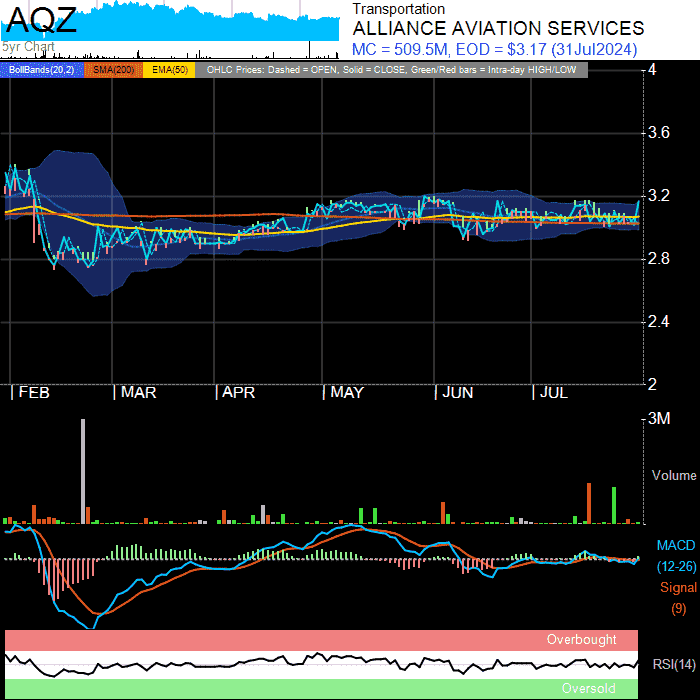 AQZ
5yr Chart
Transportation
ALLIANCE AVIATION SERVICES
MC = 509.5M, EOD = $3.17 (31Jul2024)
BollBands(20,2) SMA(200) EMA(50) OHLC Prices: Dashed = OPEN, Solid = CLOSE, Green/Red bars = Intra-day HIGH/LOW
4
3.6
3.2
2.8
2.4
2
FEB MAR APR MAY JUN JUL
3M
Volume
MACD
(12-26)
Signal
(9)
Overbought
RSI(14)
Oversold